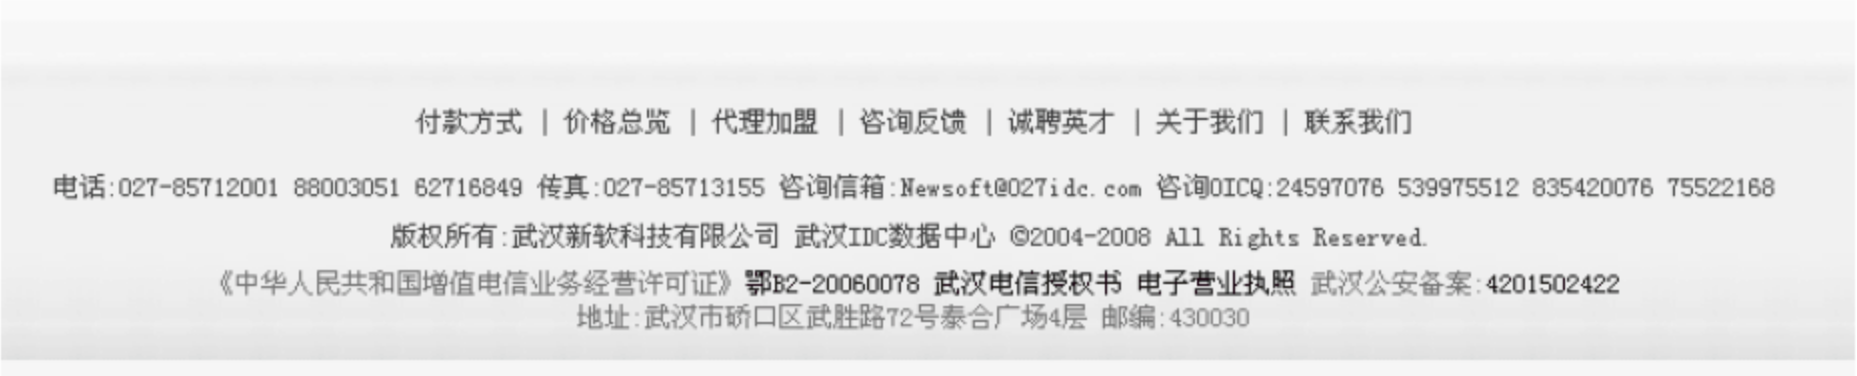 付款方式 | 价格总览 | 代理加盟 | 咨询反馈 | 诚聘英才 | 关于我们 | 联系我们
电话:027-85712001 88003051 62716849 传真:027-85713155 咨询信箱:Newsoft@027idc.com 咨询OICQ:24597076 539975512 835420076 75522168
版权所有:武汉新软科技有限公司 武汉IDC数据中心 ©2004-2008 All Rights Reserved.
《中华人民共和国增值电信业务经营许可证》鄂B2-20060078 武汉电信授权书 电子营业执照 武汉公安备案:4201502422
地址:武汉市硚口区武胜路72号泰合广场4层 邮编:430030